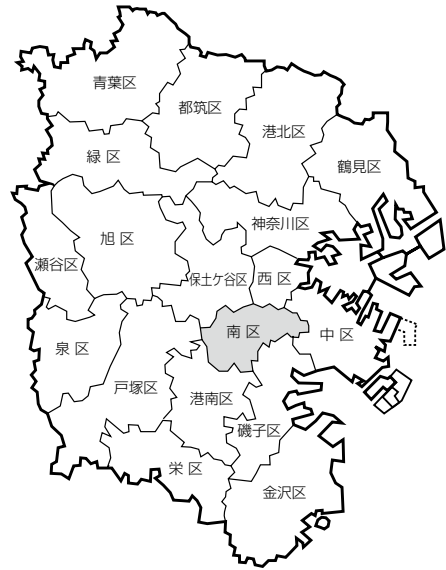 青葉区
都筑区
港北区
緑 区
鶴見区
神奈川区
旭 区
瀬谷区
保土ケ谷区
西 区
南 区
中 区
泉 区
戸塚区
港南区
磯子区
栄 区
金沢区